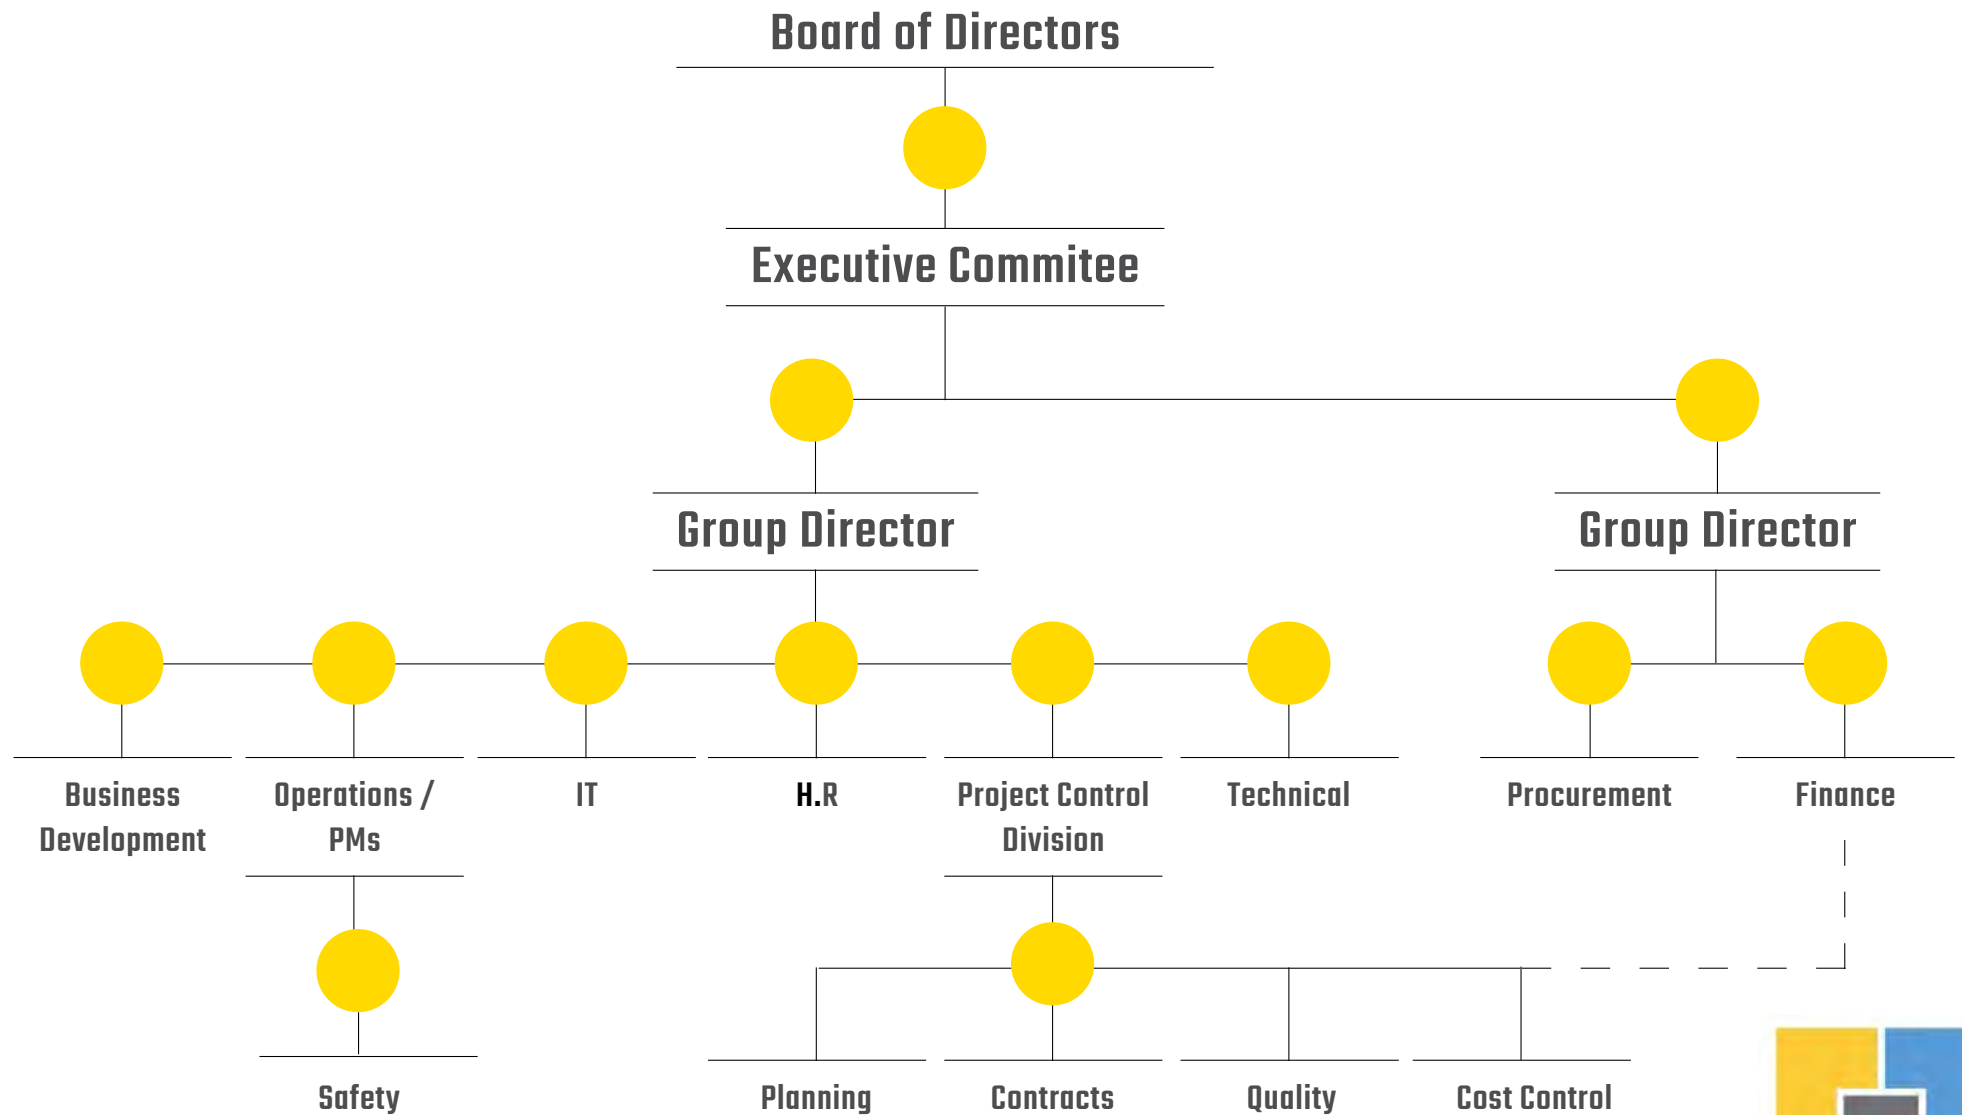 Board of Directors
Executive Commitee
Group Director
Group Director
Business
Development
Operations /
PMs
IT
H.R
Project Control
Division
Technical
Procurement
Finance
Safety
Planning
Contracts
Quality
Cost Control